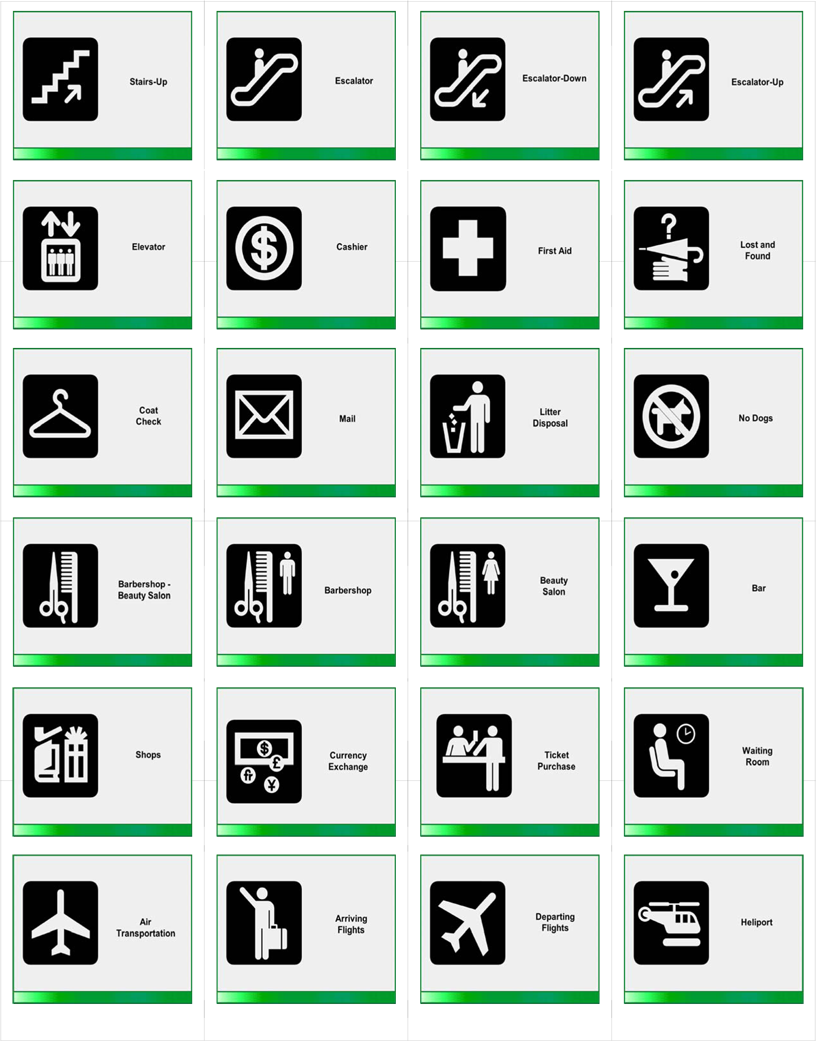 Stairs-Up
Escalator
Escalator-Down
Escalator-Up
Elevator
$
Cashier
First Aid
?
Lost and
Found
Coat
Check
Mail
Litter
Disposal
No Dogs
Barbershop -
Beauty Salon
Barbershop
Beauty
Salon
Bar
Shops
$
£
fr
¥
Currency
Exchange
Ticket
Purchase
Waiting
Room
Air
Transportation
Arriving
Flights
Departing
Flights
Heliport